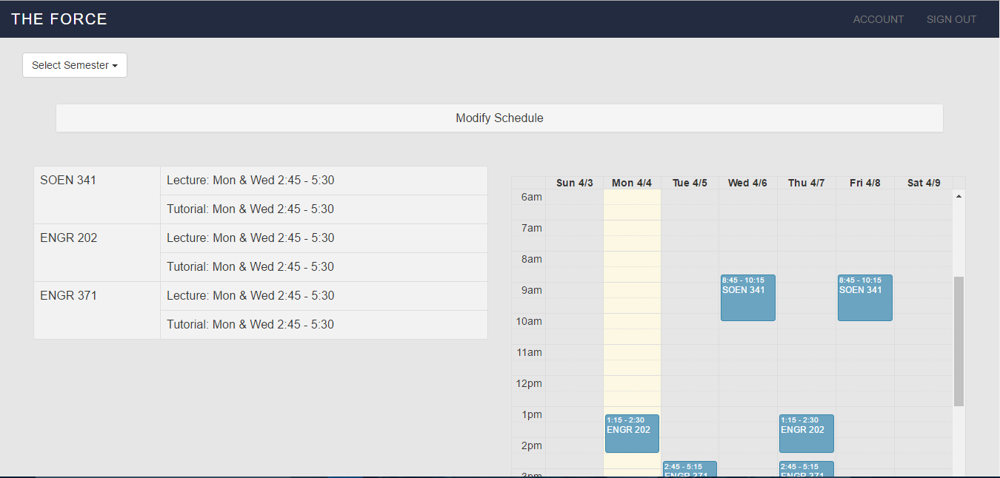 THE FORCE
ACCOUNT
SIGN OUT
Select Semester
Modify Schedule
SOEN 341
Lecture: Mon & Wed 2:45 - 5:30
Tutorial: Mon & Wed 2:45 - 5:30
ENGR 202
Lecture: Mon & Wed 2:45 - 5:30
Tutorial: Mon & Wed 2:45 - 5:30
ENGR 371
Lecture: Mon & Wed 2:45 - 5:30
Tutorial: Mon & Wed 2:45 - 5:30
Sun 4/3 Mon 4/4 Tue 4/5 Wed 4/6 Thu 4/7 Fri 4/8 Sat 4/9
6am
7am
8am
8:45 - 10:15 8:45 - 10:15
SOEN 341 SOEN 341
9am
10am
11am
12pm
1pm
1:15 - 2:30 1:15 - 2:30
ENGR 202 ENGR 202
2pm
2:45 - 5:15 2:45 - 5:15
3pm
ENGR 371 ENGR 371